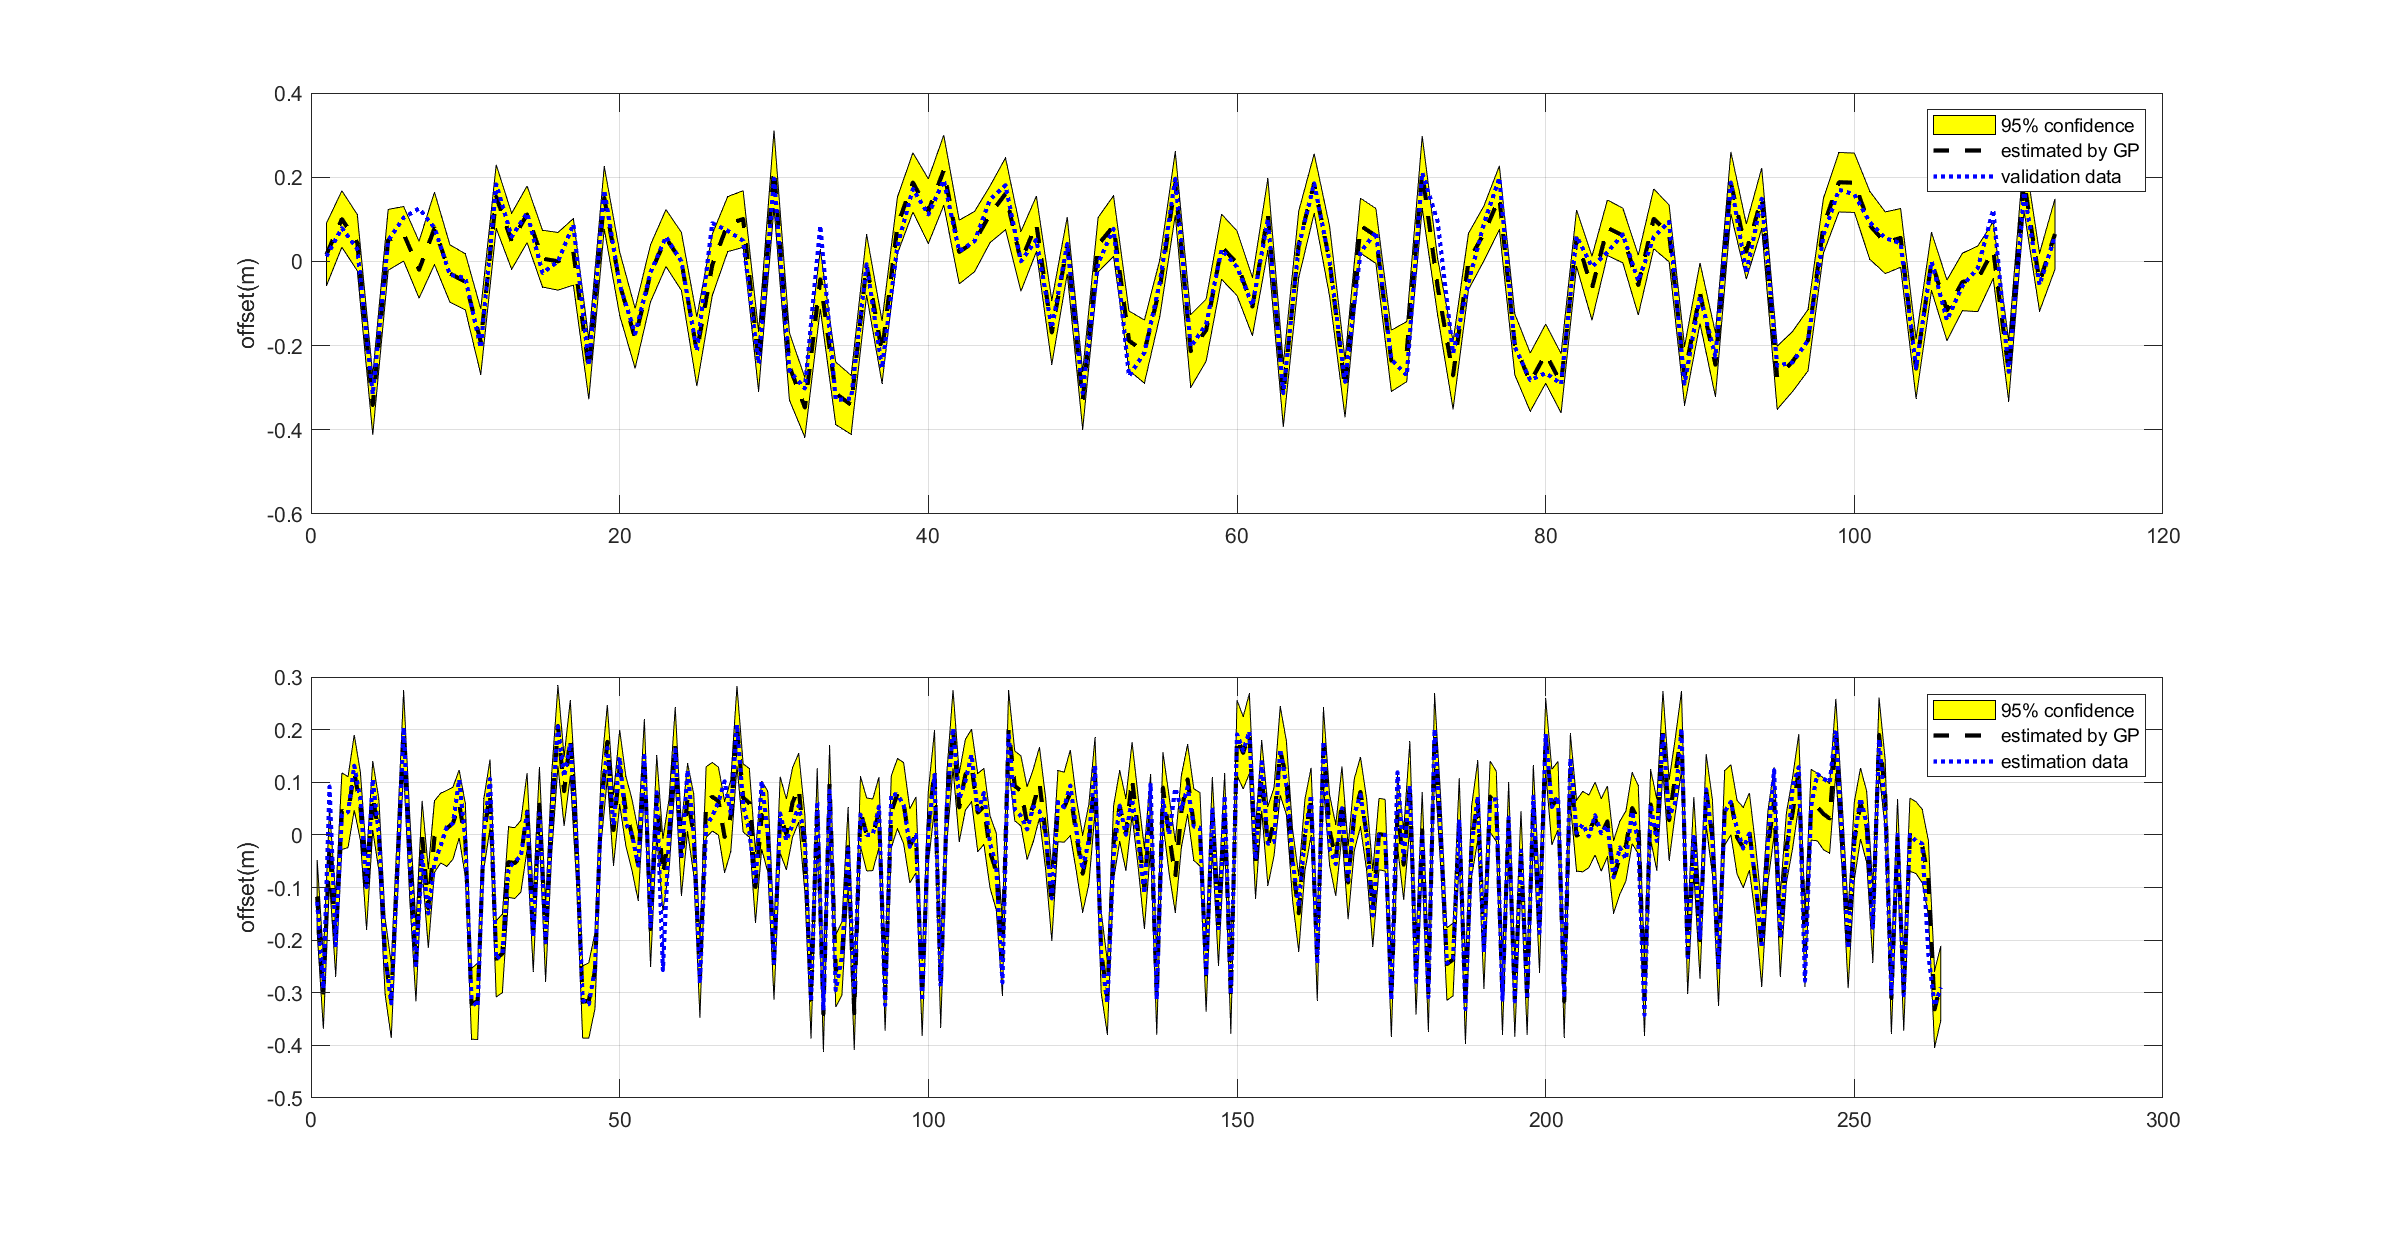 0.4
0.2
0
-0.2
-0.4
-0.6
offset(m)
0 20 40 60 80 100 120
95% confidence
estimated by GP
validation data
0.3
0.2
0.1
0
-0.1
-0.2
-0.3
-0.4
-0.5
offset(m)
0 50 100 150 200 250 300
95% confidence
estimated by GP
estimation data